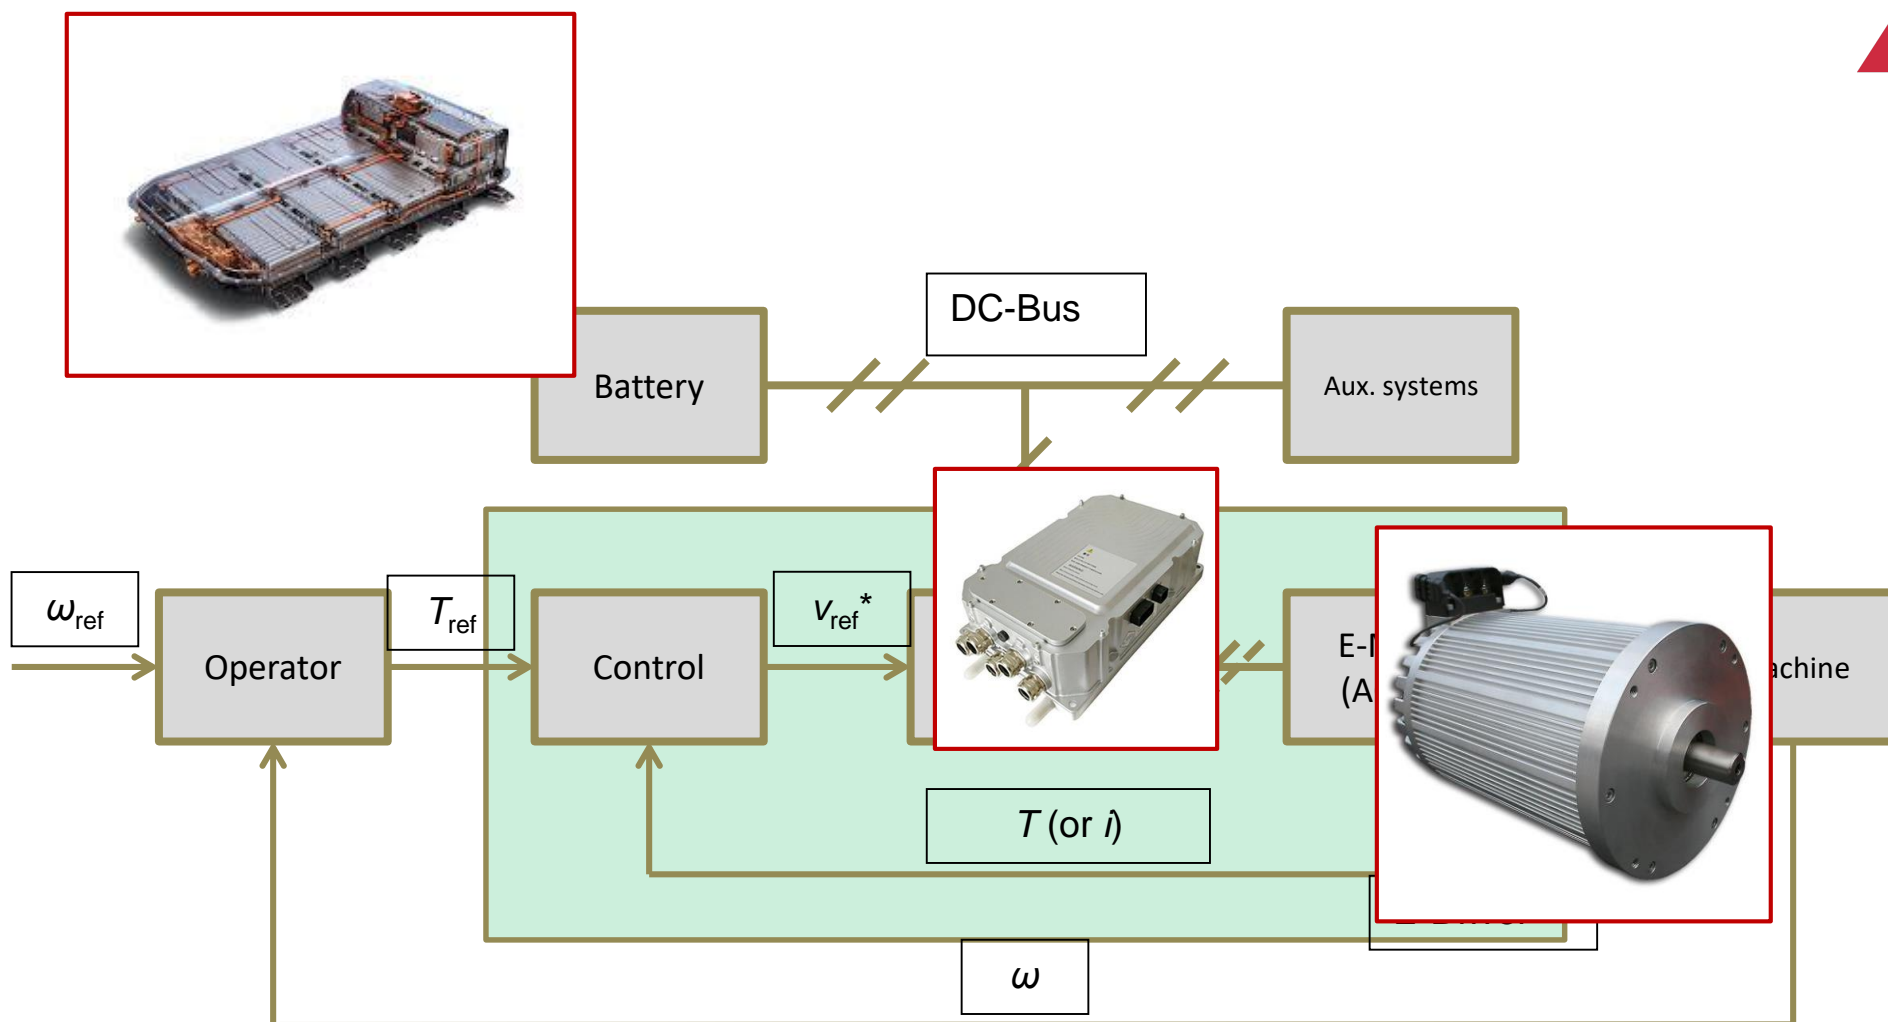 DC-Bus
Battery
Aux. systems
ωref
Tref
vref*
Operator
Control
E-
(A
achine
T (or i)
ω